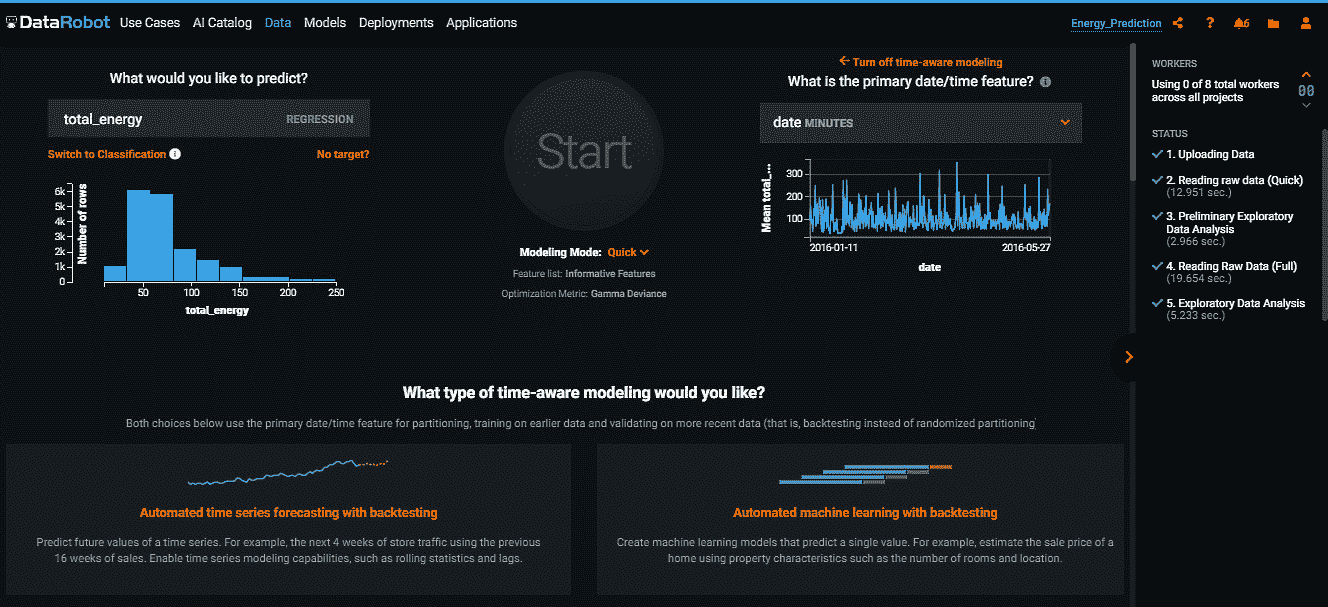 DataRobot Use Cases AI Catalog Data Models Deployments Applications
Energy_Prediction ? 6
What would you like to predict?
total_energy REGRESSION
Switch to Classification i No target?
Number of rows
6k
5k
4k
3k
2k
1k
0
50 100 150 200 250
total_energy
Start
Modeling Mode: Quick
Feature list: Informative Features
Optimization Metric: Gamma Deviance
Turn off time-aware modeling
What is the primary date/time feature? i
date MINUTES
Mean total_...
300
200
100
2016-01-11 2016-05-27
date
What type of time-aware modeling would you like?
Both choices below use the primary date/time feature for partitioning, training on earlier data and validating on more recent data (that is, backtesting instead of randomized partitioning
Automated time series forecasting with backtesting
Predict future values of a time series. For example, the next 4 weeks of store traffic using the previous
16 weeks of sales. Enable time series modeling capabilities, such as rolling statistics and lags.
Automated machine learning with backtesting
Create machine learning models that predict a single value. For example, estimate the sale price of a
home using property characteristics such as the number of rooms and location.
WORKERS
Using 0 of 8 total workers
across all projects
00
STATUS
1. Uploading Data
2. Reading raw data (Quick)
(12.951 sec.)
3. Preliminary Exploratory
Data Analysis
(2.966 sec.)
4. Reading Raw Data (Full)
(19.654 sec.)
5. Exploratory Data Analysis
(5.233 sec.)